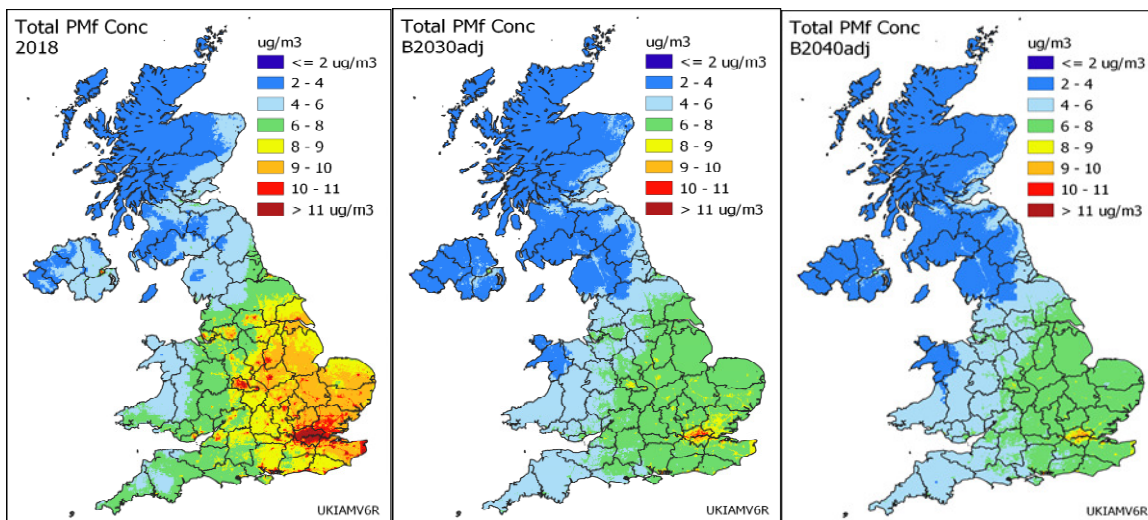 Total PMf Conc
2018
ug/m3
<= 2 ug/m3
2 - 4
4 - 6
6 - 8
8 - 9
9 - 10
10 - 11
> 11 ug/m3
UKIAMV6R
Total PMf Conc
B2030adj
ug/m3
<= 2 ug/m3
2 - 4
4 - 6
6 - 8
8 - 9
9 - 10
10 - 11
> 11 ug/m3
UKIAMV6R
Total PMf Conc
B2040adj
ug/m3
<= 2 ug/m3
2 - 4
4 - 6
6 - 8
8 - 9
9 - 10
10 - 11
> 11 ug/m3
UKIAMV6R